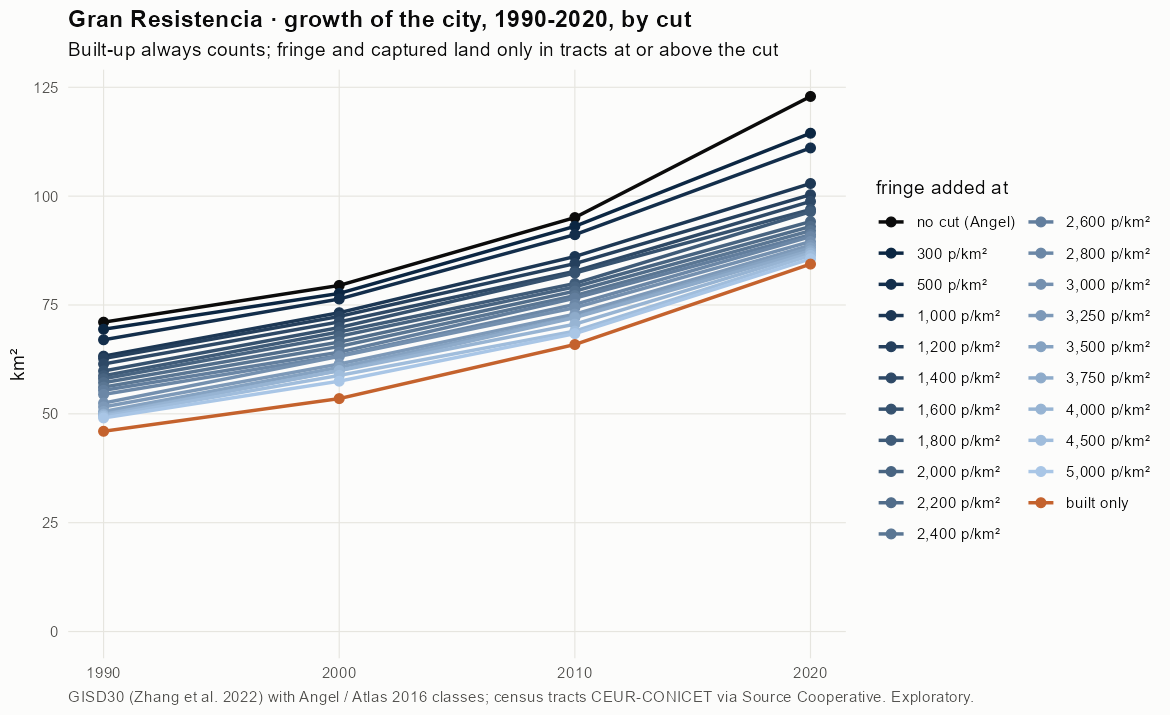 Gran Resistencia · growth of the city, 1990-2020, by cut
Built-up always counts; fringe and captured land only in tracts at or above the cut
km²
125
100
75
50
25
0
1990
2000
2010
2020
fringe added at
no cut (Angel)
300 p/km²
500 p/km²
1,000 p/km²
1,200 p/km²
1,400 p/km²
1,600 p/km²
1,800 p/km²
2,000 p/km²
2,200 p/km²
2,400 p/km²
2,600 p/km²
2,800 p/km²
3,000 p/km²
3,250 p/km²
3,500 p/km²
3,750 p/km²
4,000 p/km²
4,500 p/km²
5,000 p/km²
built only
GISD30 (Zhang et al. 2022) with Angel / Atlas 2016 classes; census tracts CEUR-CONICET via Source Cooperative. Exploratory.